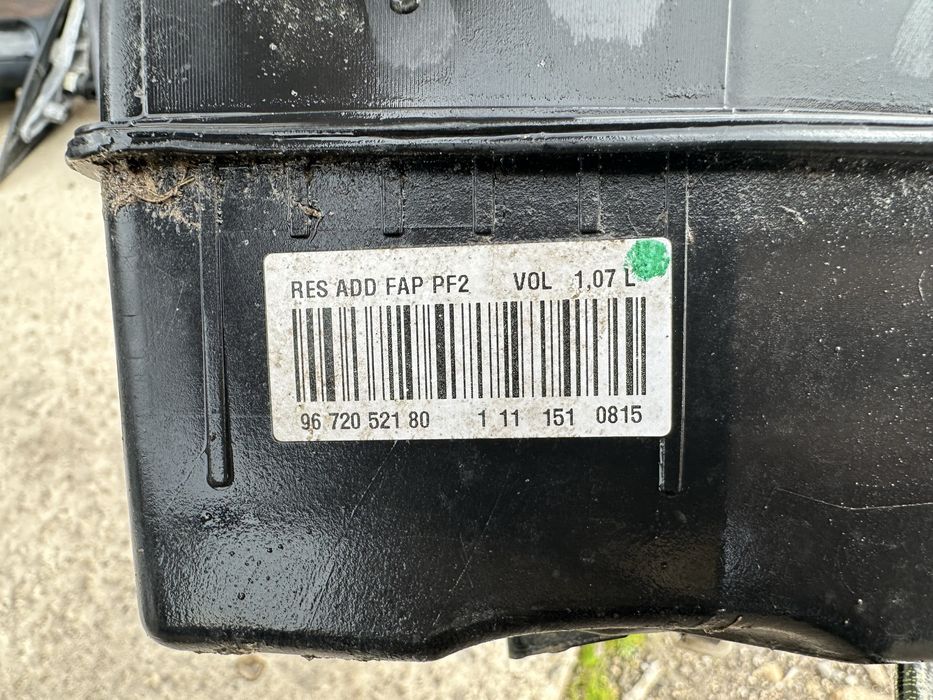 RES ADD FAP PF2 VOL 1,07 L
96 720 521 80 1 11 151 0815